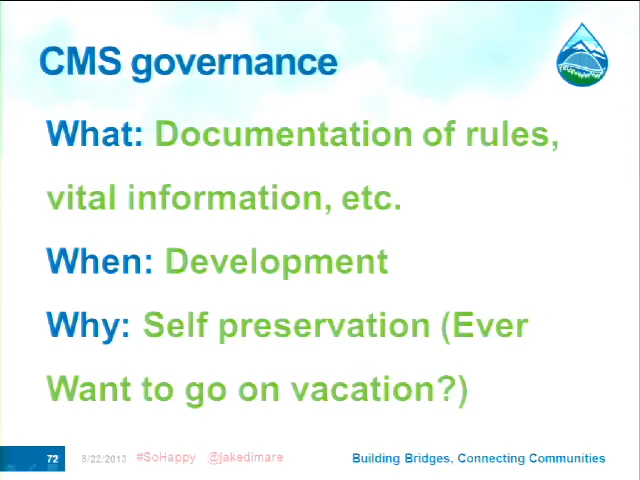 CMS governance
What: Documentation of rules,
vital information, etc.
When: Development
Why: Self preservation (Ever
Want to go on vacation?)
72 5/22/2013 #SoHappy @jakedimare Building Bridges, Connecting Communities